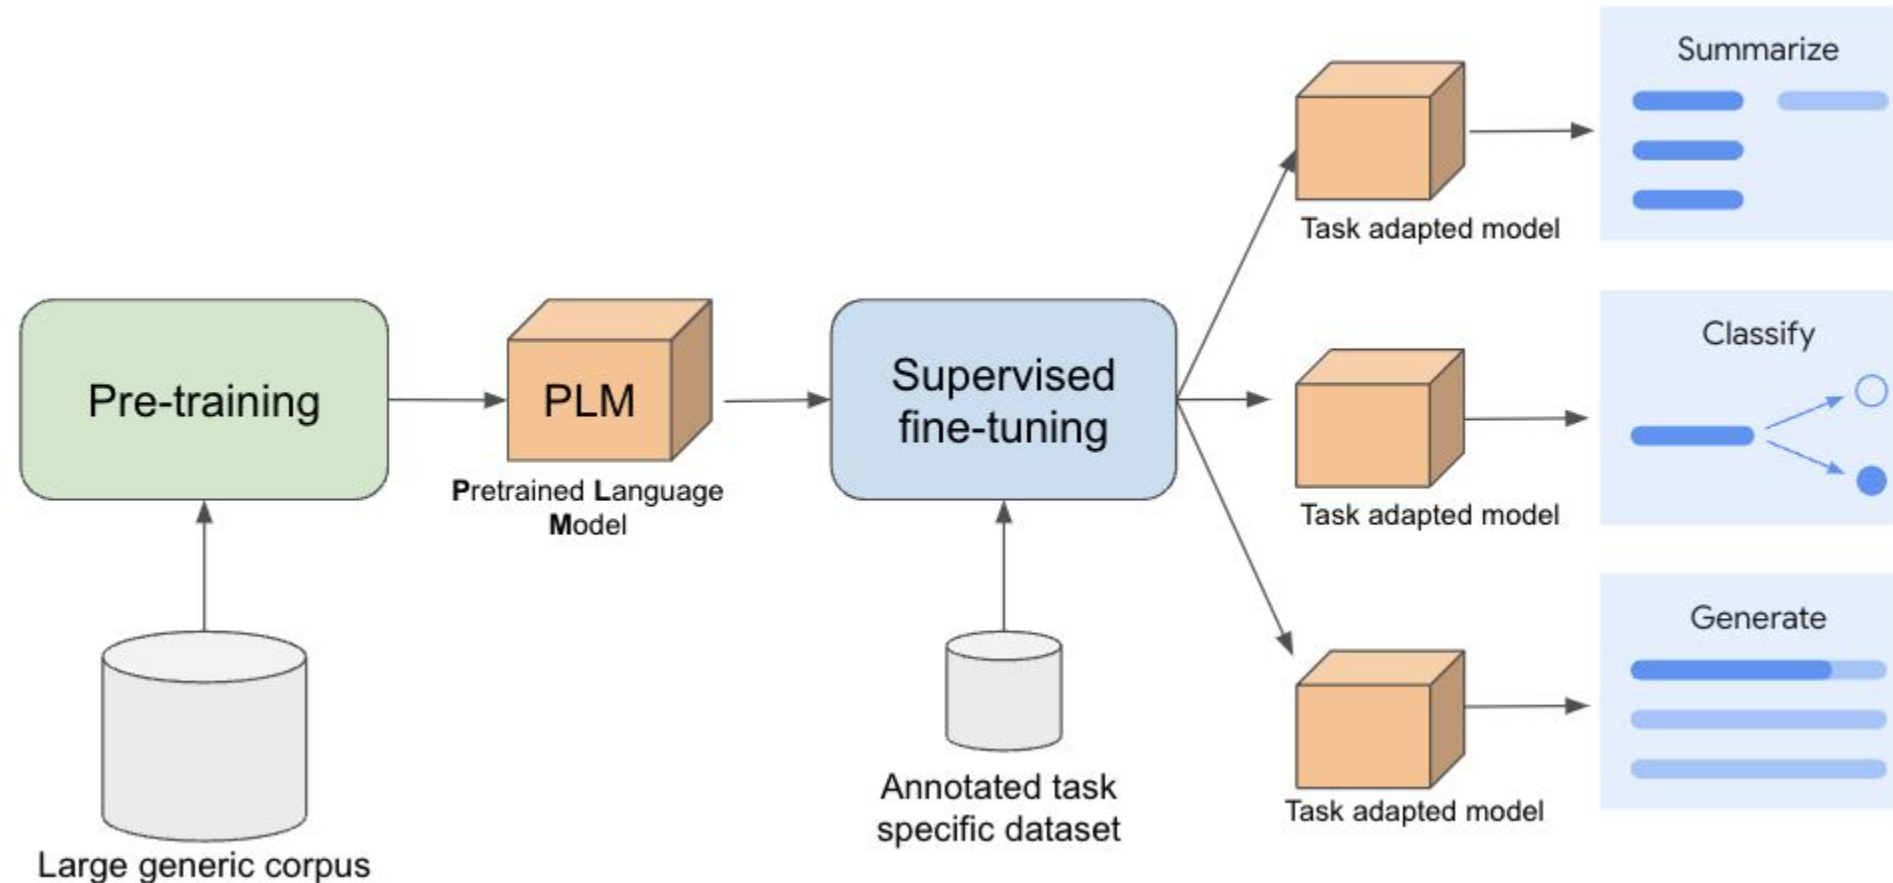 Pre-training
Large generic corpus
PLM
Pretrained Language
Model
Supervised
fine-tuning
Annotated task
specific dataset
Task adapted model
Summarize
Task adapted model
Classify
Task adapted model
Generate